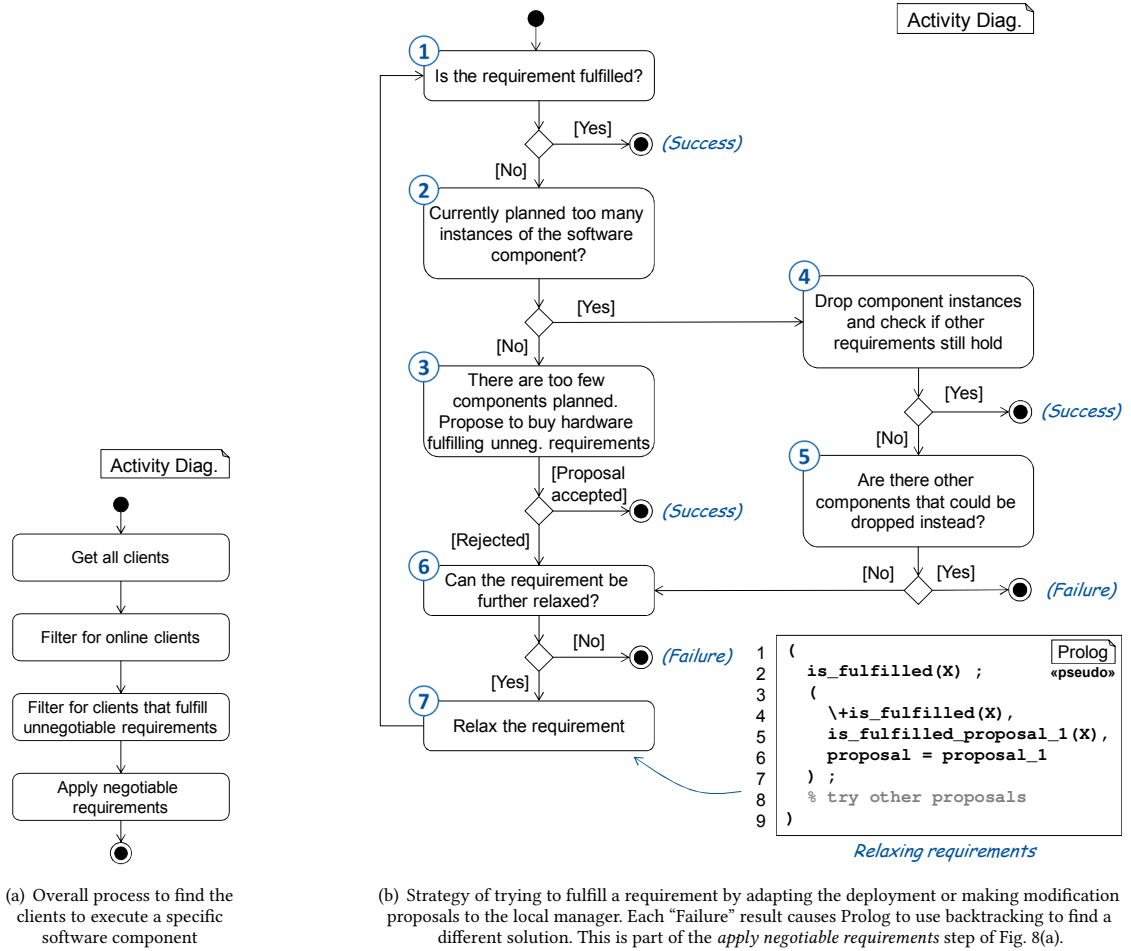 Activity Diag.
1
Is the requirement fulfilled?
[Yes]
(Success)
[No]
2
Currently planned too many
instances of the software
component?
[Yes]
[No]
4
Drop component instances
and check if other
requirements still hold
[Yes]
(Success)
[No]
3
There are too few
components planned.
Propose to buy hardware
fulfilling unneg. requirements
[Proposal
accepted]
(Success)
[Rejected]
5
Are there other
components that could be
dropped instead?
[No]
[Yes]
(Failure)
6
Can the requirement be
further relaxed?
[No]
(Failure)
[Yes]
7
Relax the requirement
Prolog
«pseudo»
1 (
2 is_fulfilled(X) ;
3 (
4 \+is_fulfilled(X),
5 is_fulfilled_proposal_1(X),
6 proposal = proposal_1
7 ) ;
8 % try other proposals
9 )
Relaxing requirements
Activity Diag.
Get all clients
Filter for online clients
Filter for clients that fulfill
unnegotiable requirements
Apply negotiable
requirements
(a) Overall process to find the
clients to execute a specific
software component
(b) Strategy of trying to fulfill a requirement by adapting the deployment or making modification
proposals to the local manager. Each “Failure” result causes Prolog to use backtracking to find a
different solution. This is part of the apply negotiable requirements step of Fig. 8(a).